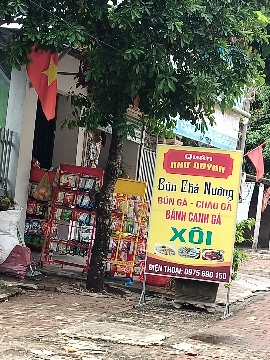 Quán
NHƯ QUỲNH
Bún Chả Nướng
BÚN GÀ - CHÁO GÀ
BÁNH CANH GÀ
XÔI
ĐIỆN THOẠI: 0975 690 150